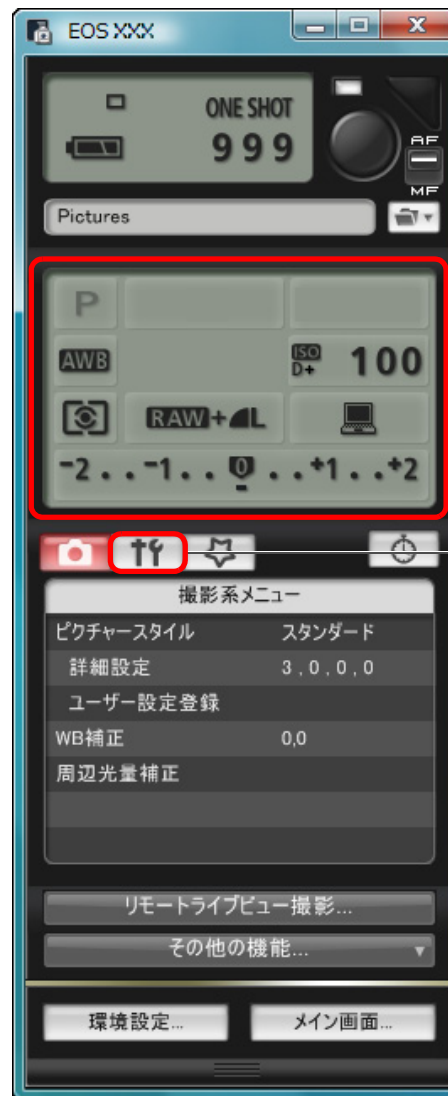 EOS XXX
ONE SHOT
999
AF
MF
Pictures
P
AWB
ISO
D+ 100
RAW+L
-2..-1..0..+1..+2
撮影系メニュー
ピクチャースタイル スタンダード
詳細設定 3,0,0,0
ユーザー設定登録
WB補正 0,0
周辺光量補正
リモートライブビュー撮影...
その他の機能...
環境設定... メイン画面...